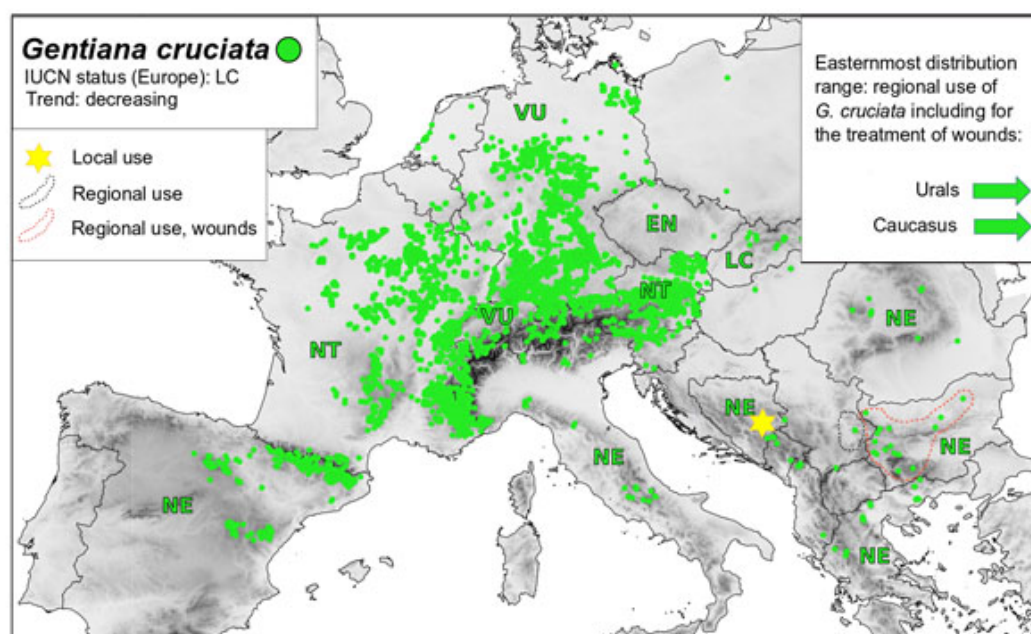 Gentiana cruciata
IUCN status (Europe): LC
Trend: decreasing
Local use
Regional use
Regional use, wounds
Easternmost distribution
range: regional use of
G. cruciata including for
the treatment of wounds:
Urals
Caucasus
VU
EN
LC
NT
VU
NE
NT
NE
NE
NE
NE
NE